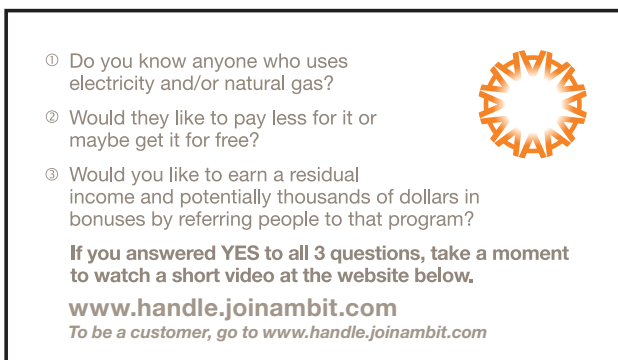 ① Do you know anyone who uses
electricity and/or natural gas?
② Would they like to pay less for it or
maybe get it for free?
③ Would you like to earn a residual
income and potentially thousands of dollars in
bonuses by referring people to that program?
If you answered YES to all 3 questions, take a moment
to watch a short video at the website below.
www.handle.joinambit.com
To be a customer, go to www.handle.joinambit.com